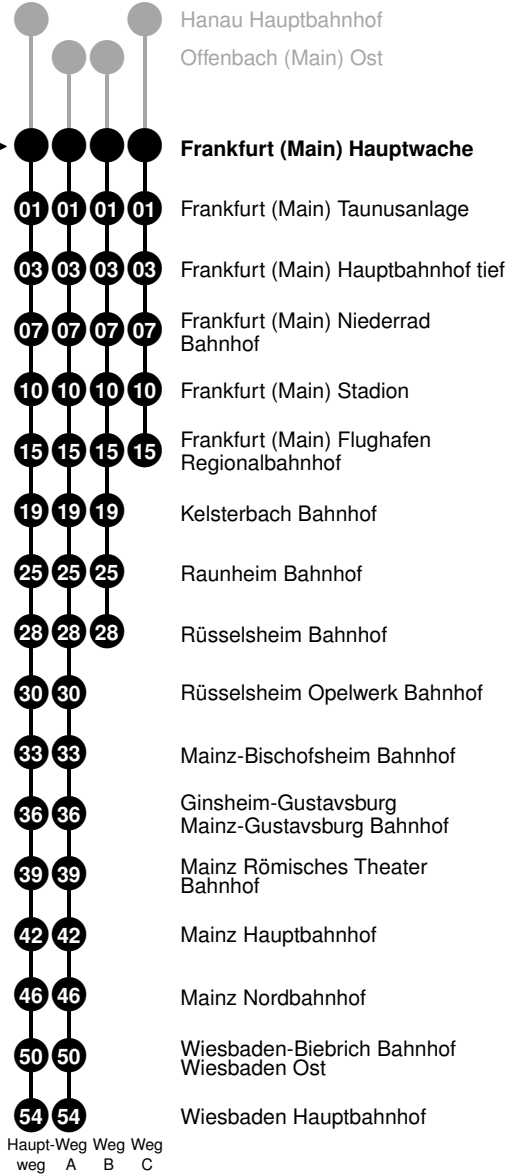 Hanau Hauptbahnhof
Offenbach (Main) Ost
Frankfurt (Main) Hauptwache
01 01 01 01 Frankfurt (Main) Taunusanlage
03 03 03 03 Frankfurt (Main) Hauptbahnhof tief
07 07 07 07 Frankfurt (Main) Niederrad
Bahnhof
10 10 10 10 Frankfurt (Main) Stadion
15 15 15 15 Frankfurt (Main) Flughafen
Regionalbahnhof
19 19 19 Kelsterbach Bahnhof
25 25 25 Raunheim Bahnhof
28 28 28 Rüsselsheim Bahnhof
30 30 Rüsselsheim Opelwerk Bahnhof
33 33 Mainz-Bischofsheim Bahnhof
36 36 Ginsheim-Gustavsburg
Mainz-Gustavsburg Bahnhof
39 39 Mainz Römisches Theater
Bahnhof
42 42 Mainz Hauptbahnhof
46 46 Mainz Nordbahnhof
50 50 Wiesbaden-Biebrich Bahnhof
Wiesbaden Ost
54 54 Wiesbaden Hauptbahnhof
Haupt- Weg Weg Weg
weg A B C